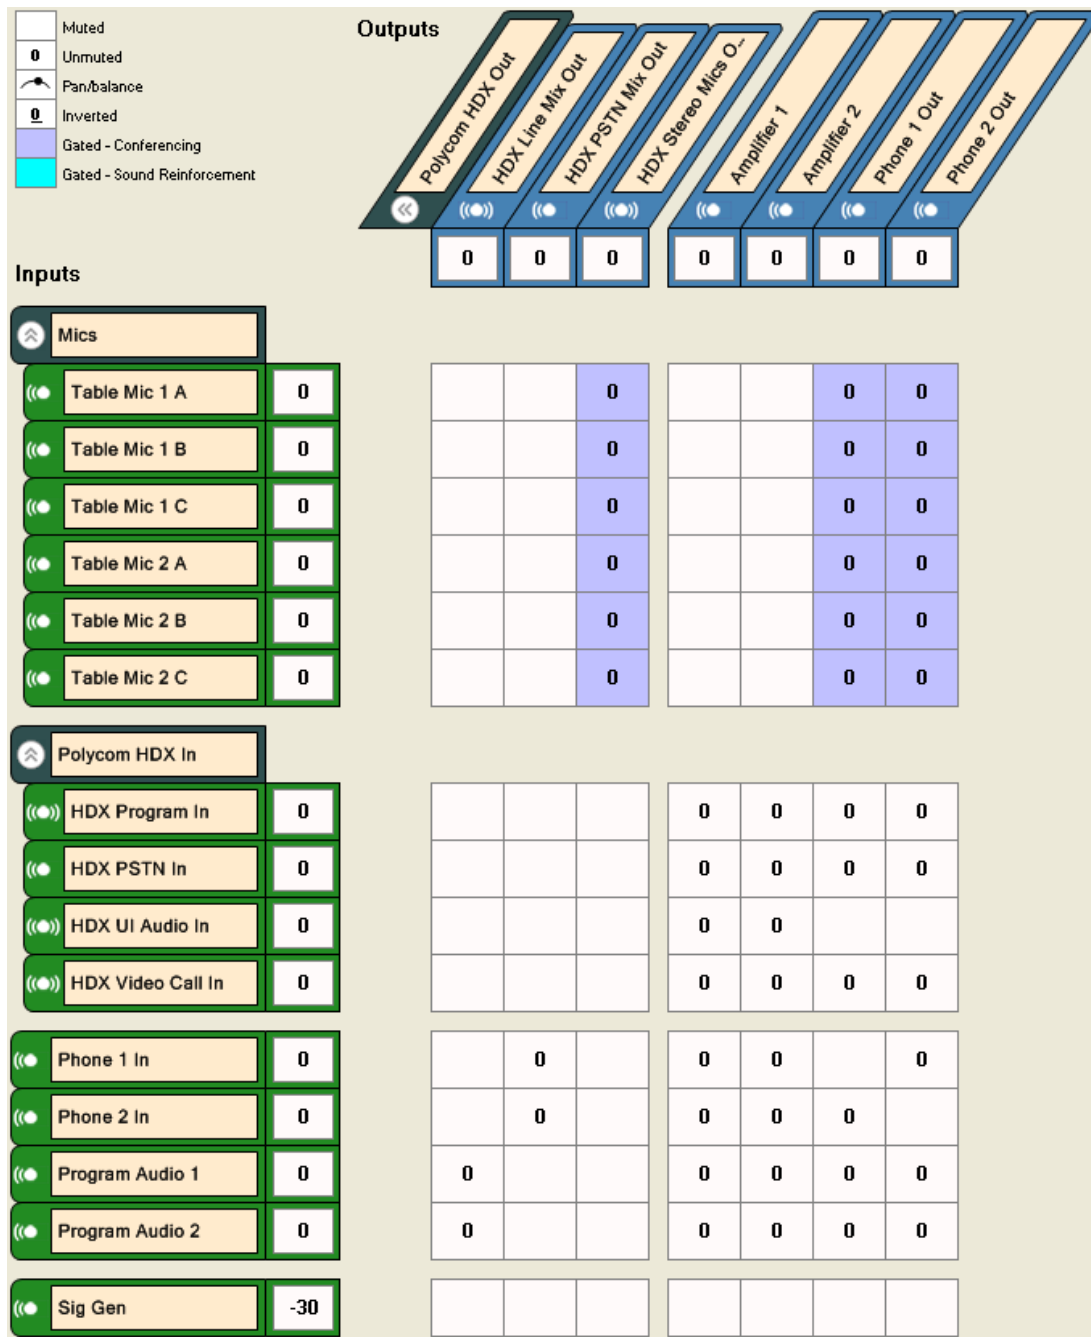 Muted
0 Unmuted
Pan/balance
0 Inverted
Gated - Conferencing
Gated - Sound Reinforcement
Outputs
Polycom HDX Out
HDX Line Mix Out
HDX PSTN Mix Out
HDX Stereo Mics O...
Amplifier 1
Amplifier 2
Phone 1 Out
Phone 2 Out
0 0 0 0 0 0 0
Inputs
Mics
Table Mic 1 A 0 0 0 0
Table Mic 1 B 0 0 0 0
Table Mic 1 C 0 0 0 0
Table Mic 2 A 0 0 0 0
Table Mic 2 B 0 0 0 0
Table Mic 2 C 0 0 0 0
Polycom HDX In
HDX Program In 0 0 0 0 0
HDX PSTN In 0 0 0 0 0
HDX UI Audio In 0 0 0
HDX Video Call In 0 0 0 0 0
Phone 1 In 0 0 0 0 0
Phone 2 In 0 0 0 0 0
Program Audio 1 0 0 0 0 0 0
Program Audio 2 0 0 0 0 0 0
Sig Gen -30